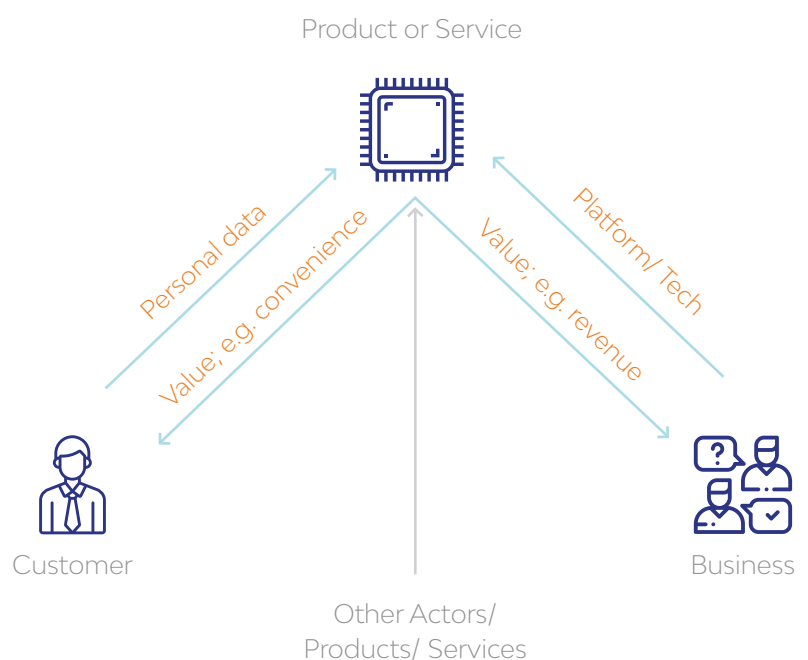 Product or Service
Personal data
Value; e.g. convenience
Value; e.g. revenue
Platform/ Tech
?
Customer
Business
Other Actors/
Products/ Services